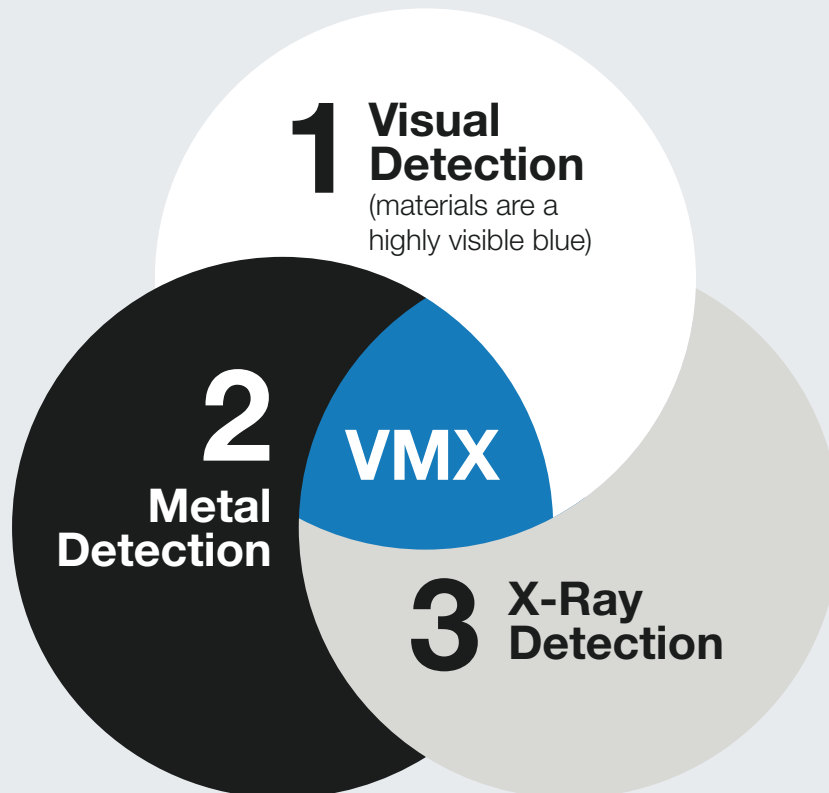 1
Visual
Detection
(materials are a
highly visible blue)
2
Metal
Detection
VMX
3
X-Ray
Detection